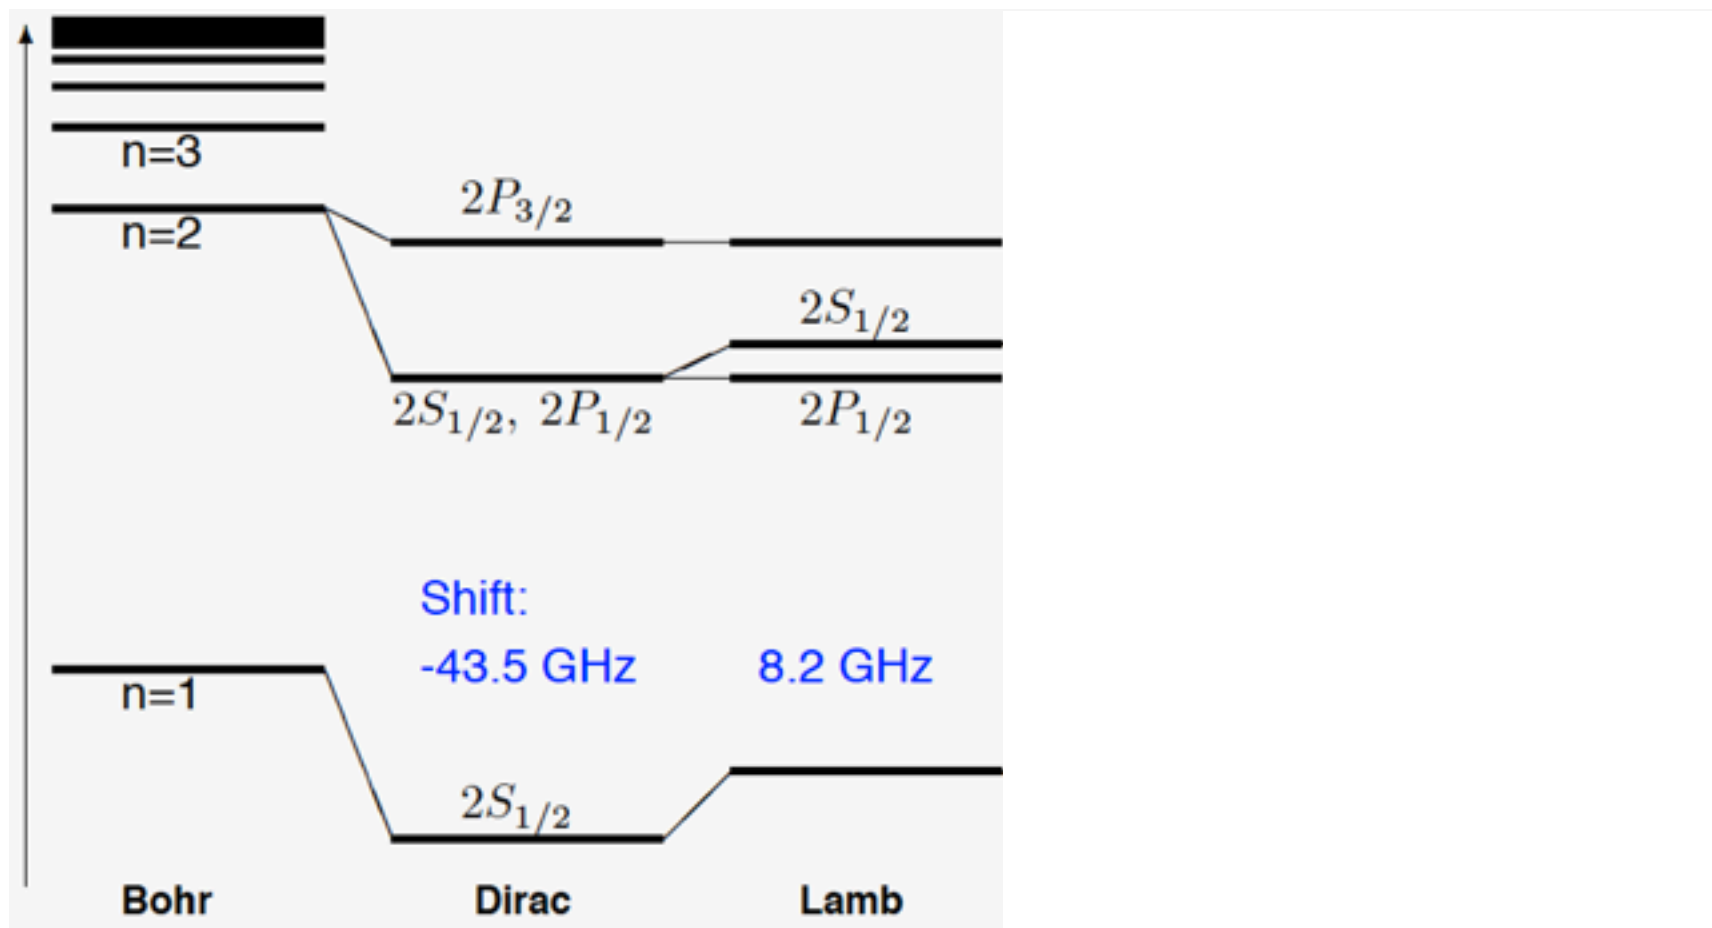 n=3
n=2
2P3/2
2S1/2
2S1/2, 2P1/2
2P1/2
Shift:
-43.5 GHz
8.2 GHz
n=1
2S1/2
Bohr
Dirac
Lamb